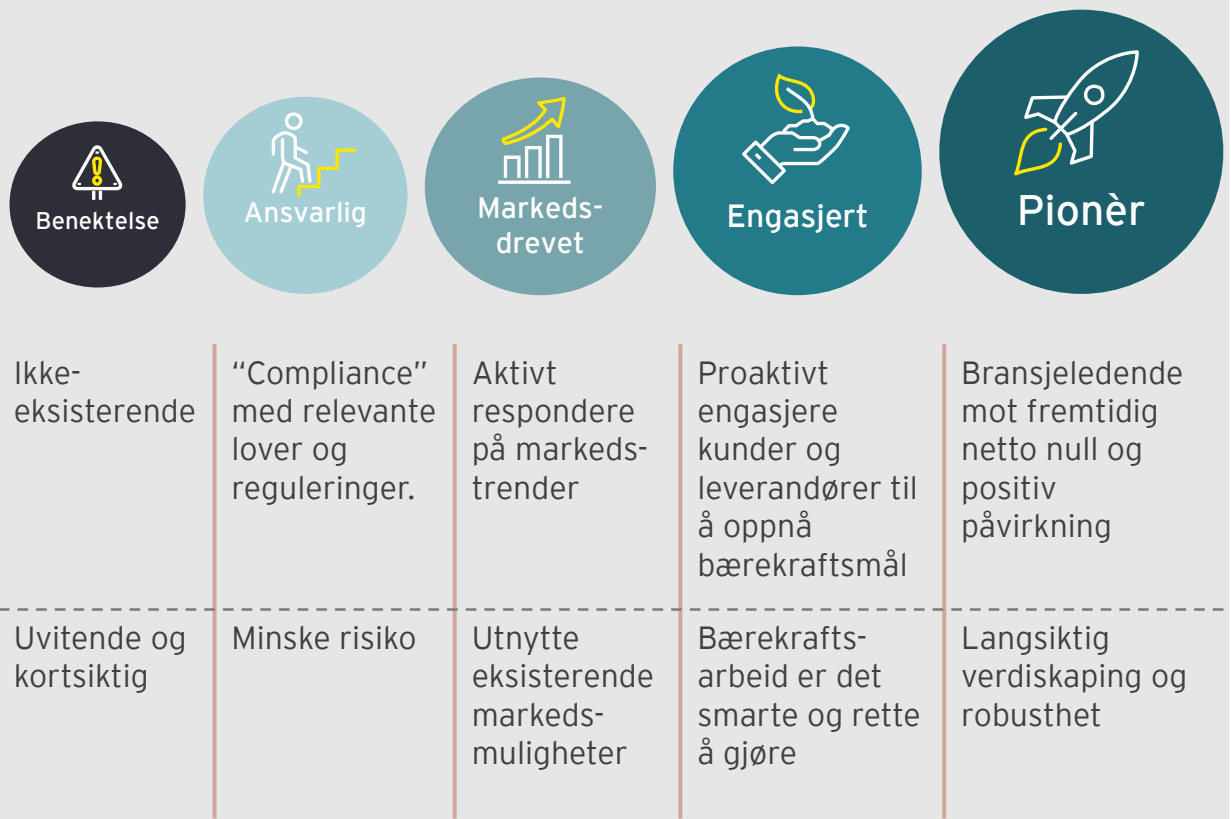 Benektelse
Ansvarlig
Markeds-
drevet
Engasjert
Pionèr
Ikke-
eksisterende
“Compliance”
med relevante
lover og
reguleringer.
Aktivt
respondere
på markeds-
trender
Proaktivt
engasjere
kunder og
leverandører til
å oppnå
bærekraftsmål
Bransjeledende
mot fremtidig
netto null og
positiv
påvirkning
Uvitende og
kortsiktig
Minske risiko
Utnytte
eksisterende
markeds-
muligheter
Bærekrafts-
arbeid er det
smarte og rette
å gjøre
Langsiktig
verdiskaping og
robusthet